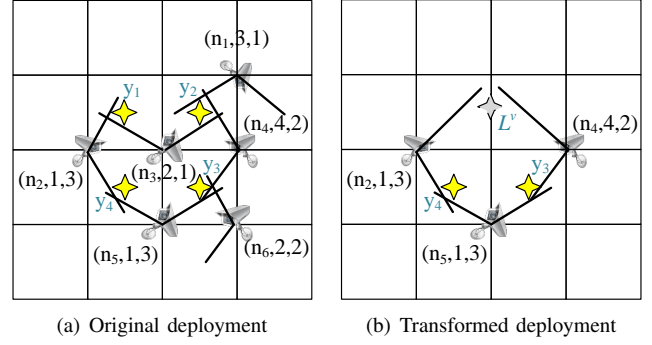 (n₁,3,1)
y₁ y₂
(n₄,4,2) (n₄,4,2)
Lᵛ
(n₂,1,3) (n₃,2,1) y₃ (n₂,1,3) y₃
y₄ y₄
(n₅,1,3) (n₆,2,2) (n₅,1,3)
(a) Original deployment (b) Transformed deployment